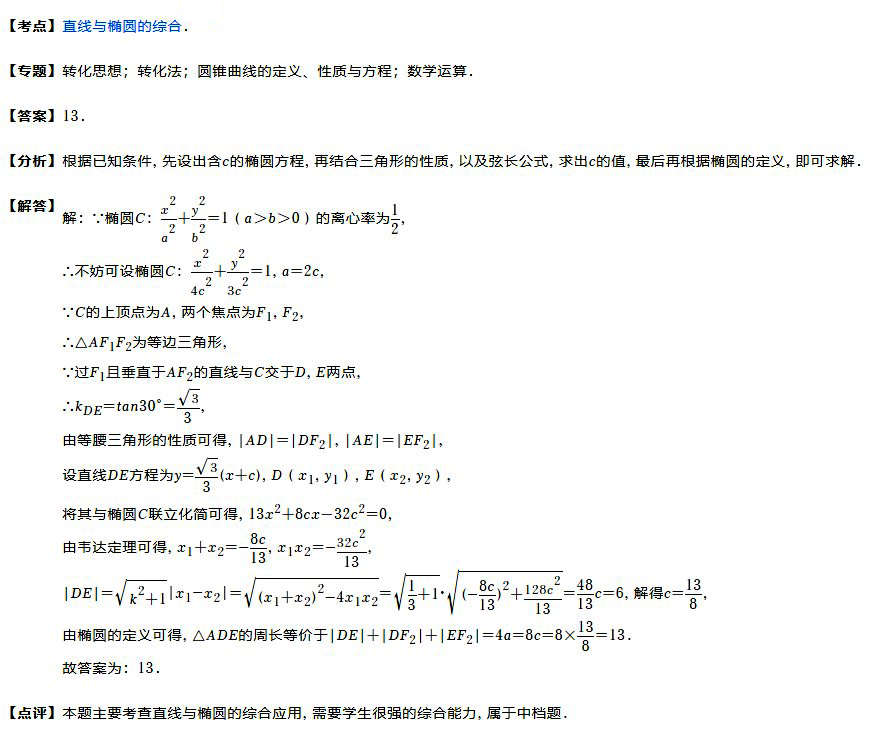 【考点】直线与椭圆的综合．
【专题】转化思想；转化法；圆锥曲线的定义、性质与方程；数学运算．
【答案】13．
【分析】根据已知条件，先设出含c的椭圆方程，再结合三角形的性质，以及弦长公式，求出c的值，最后再根据椭圆的定义，即可求解．
【解答】解：∵椭圆C：x²/a²+y²/b²=1（a＞b＞0）的离心率为1/2，
∴不妨可设椭圆C：x²/4c²+y²/3c²=1，a=2c，
∵C的上顶点为A，两个焦点为F₁，F₂，
∴△AF₁F₂为等边三角形，
∵过F₁且垂直于AF₂的直线与C交于D，E两点，
∴k_DE=tan30°=√3/3，
由等腰三角形的性质可得，|AD|=|DF₂|，|AE|=|EF₂|，
设直线DE方程为y=√3/3(x+c)，D（x₁，y₁），E（x₂，y₂），
将其与椭圆C联立化简可得，13x²+8cx−32c²=0，
由韦达定理可得，x₁+x₂=−8c/13，x₁x₂=−32c²/13，
|DE|=√(k²+1)|x₁−x₂|=√((x₁+x₂)²−4x₁x₂)=√(1/3+1)·√((−8c/13)²+128c²/13)=48/13c=6，解得c=13/8，
由椭圆的定义可得，△ADE的周长等价于|DE|+|DF₂|+|EF₂|=4a=8c=8×13/8=13．
故答案为：13．
【点评】本题主要考查直线与椭圆的综合应用，需要学生很强的综合能力，属于中档题．